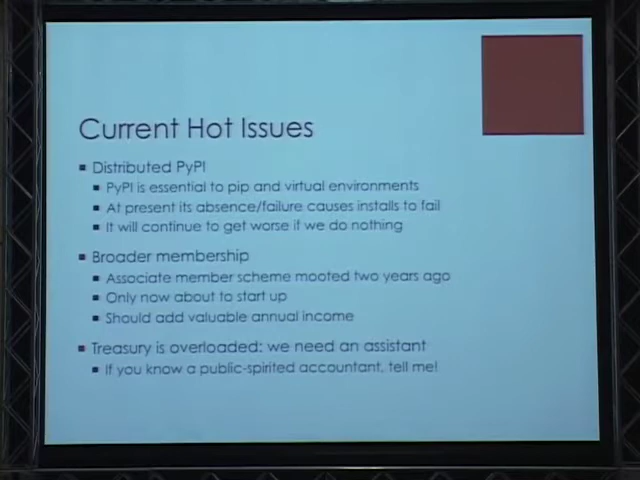 Current Hot Issues
Distributed PyPI
PyPI is essential to pip and virtual environments
At present its absence/failure causes installs to fail
It will continue to get worse if we do nothing
Broader membership
Associate member scheme mooted two years ago
Only now about to start up
Should add valuable annual income
Treasury is overloaded: we need an assistant
If you know a public-spirited accountant, tell me!